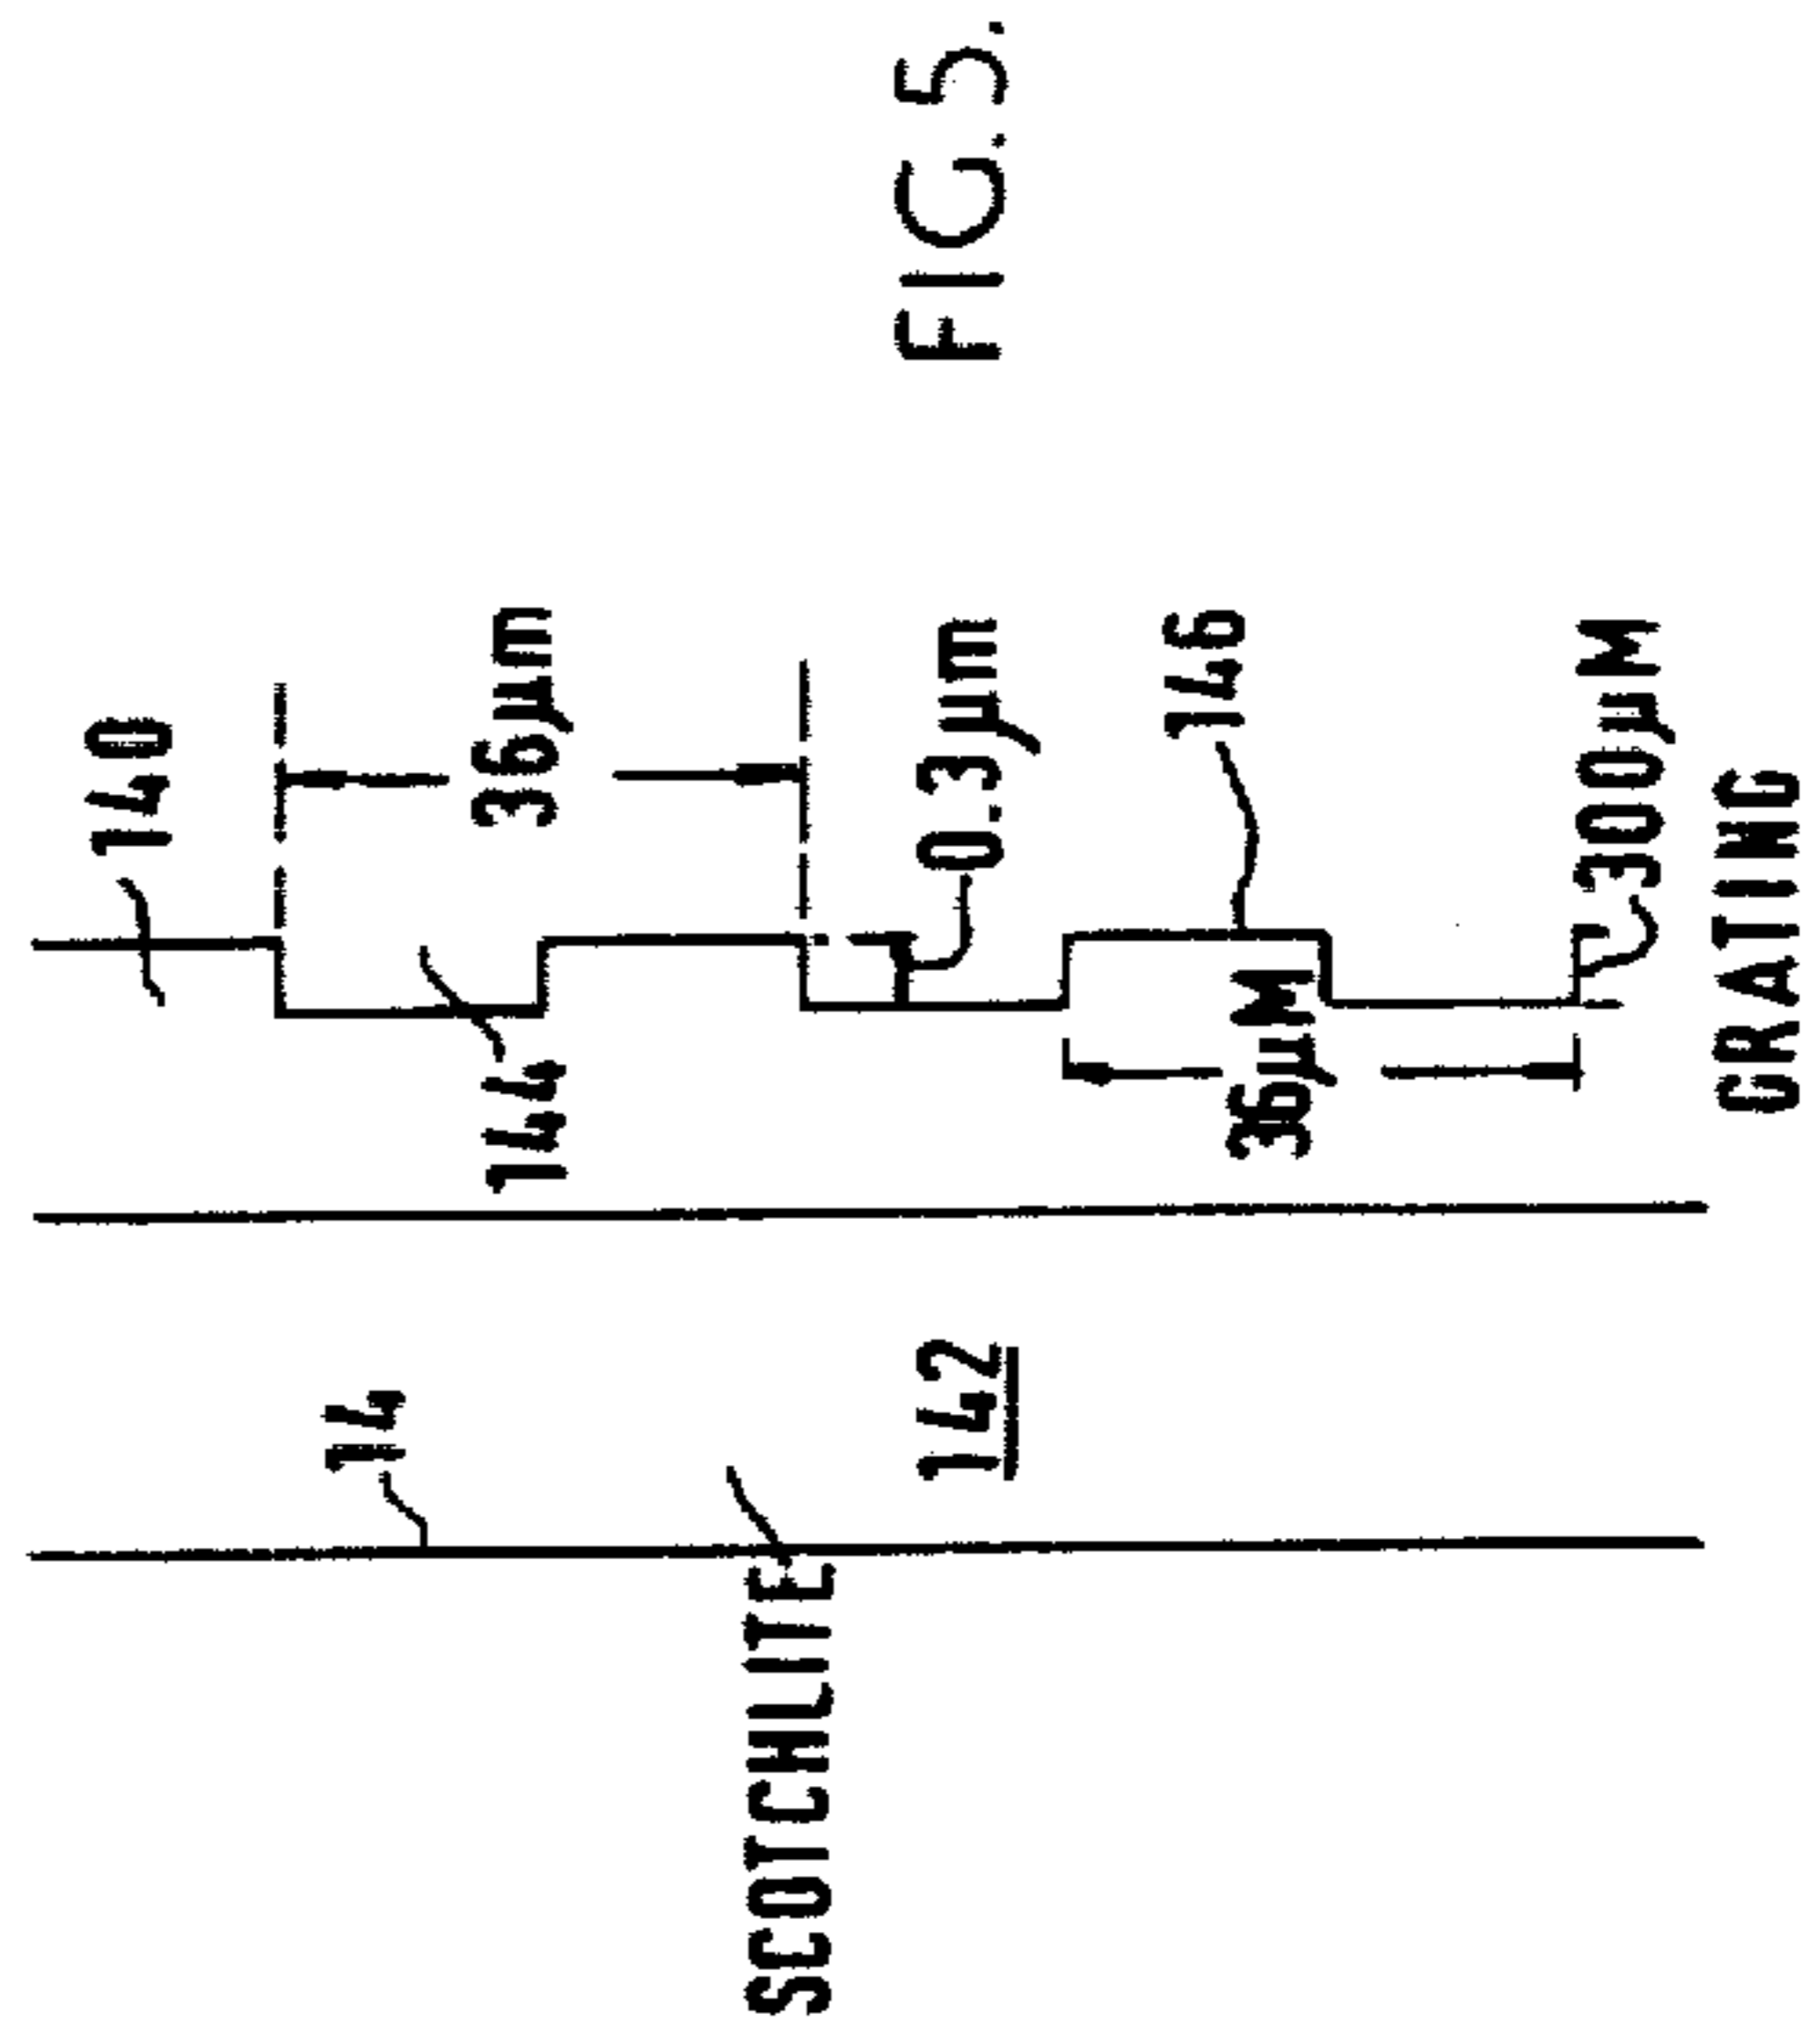 140
14
144
36µm
SCOTCHLITE
142
0.3µm
FIG.5.
146
36µM
300µM
GRATING